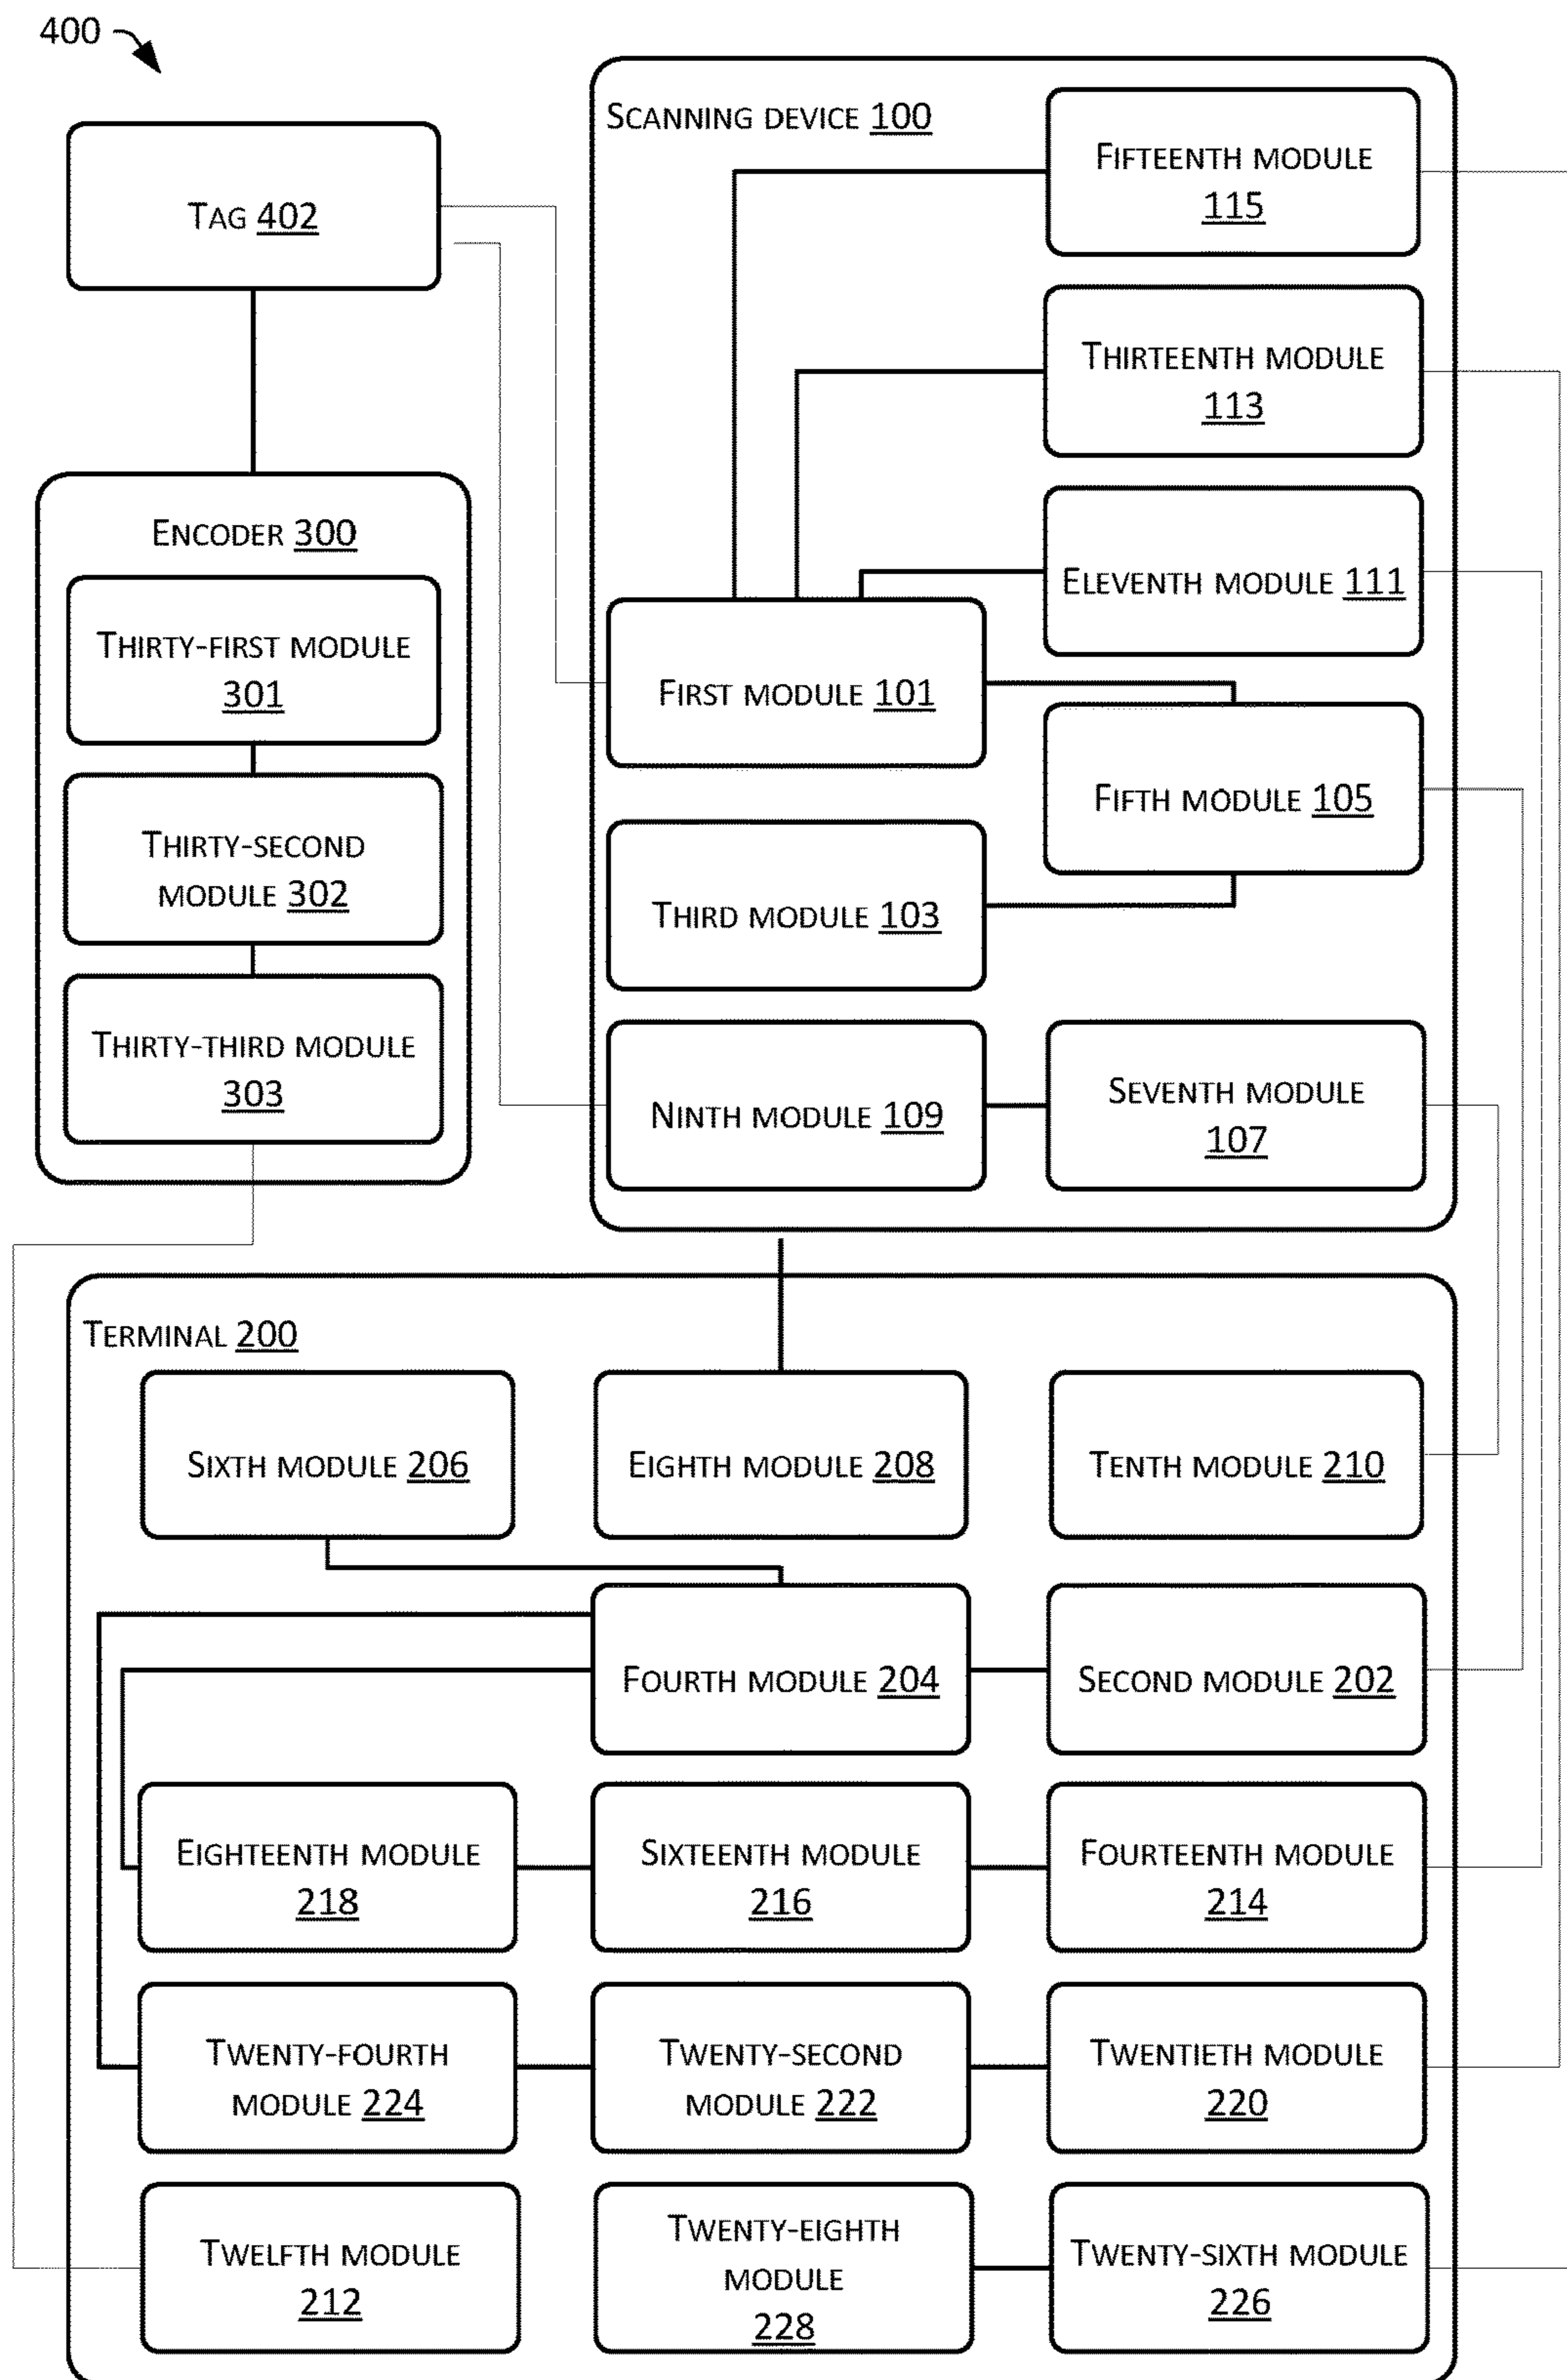 400
SCANNING DEVICE 100
FIFTEENTH MODULE
115
TAG 402
THIRTEENTH MODULE
113
ENCODER 300
ELEVENTH MODULE 111
THIRTY-FIRST MODULE
301
FIRST MODULE 101
FIFTH MODULE 105
THIRTY-SECOND
MODULE 302
THIRD MODULE 103
THIRTY-THIRD MODULE
303
NINTH MODULE 109
SEVENTH MODULE
107
TERMINAL 200
SIXTH MODULE 206
EIGHTH MODULE 208
TENTH MODULE 210
FOURTH MODULE 204
SECOND MODULE 202
EIGHTEENTH MODULE
218
SIXTEENTH MODULE
216
FOURTEENTH MODULE
214
TWENTY-FOURTH
MODULE 224
TWENTY-SECOND
MODULE 222
TWENTIETH MODULE
220
TWELFTH MODULE
212
TWENTY-EIGHTH
MODULE
228
TWENTY-SIXTH MODULE
226